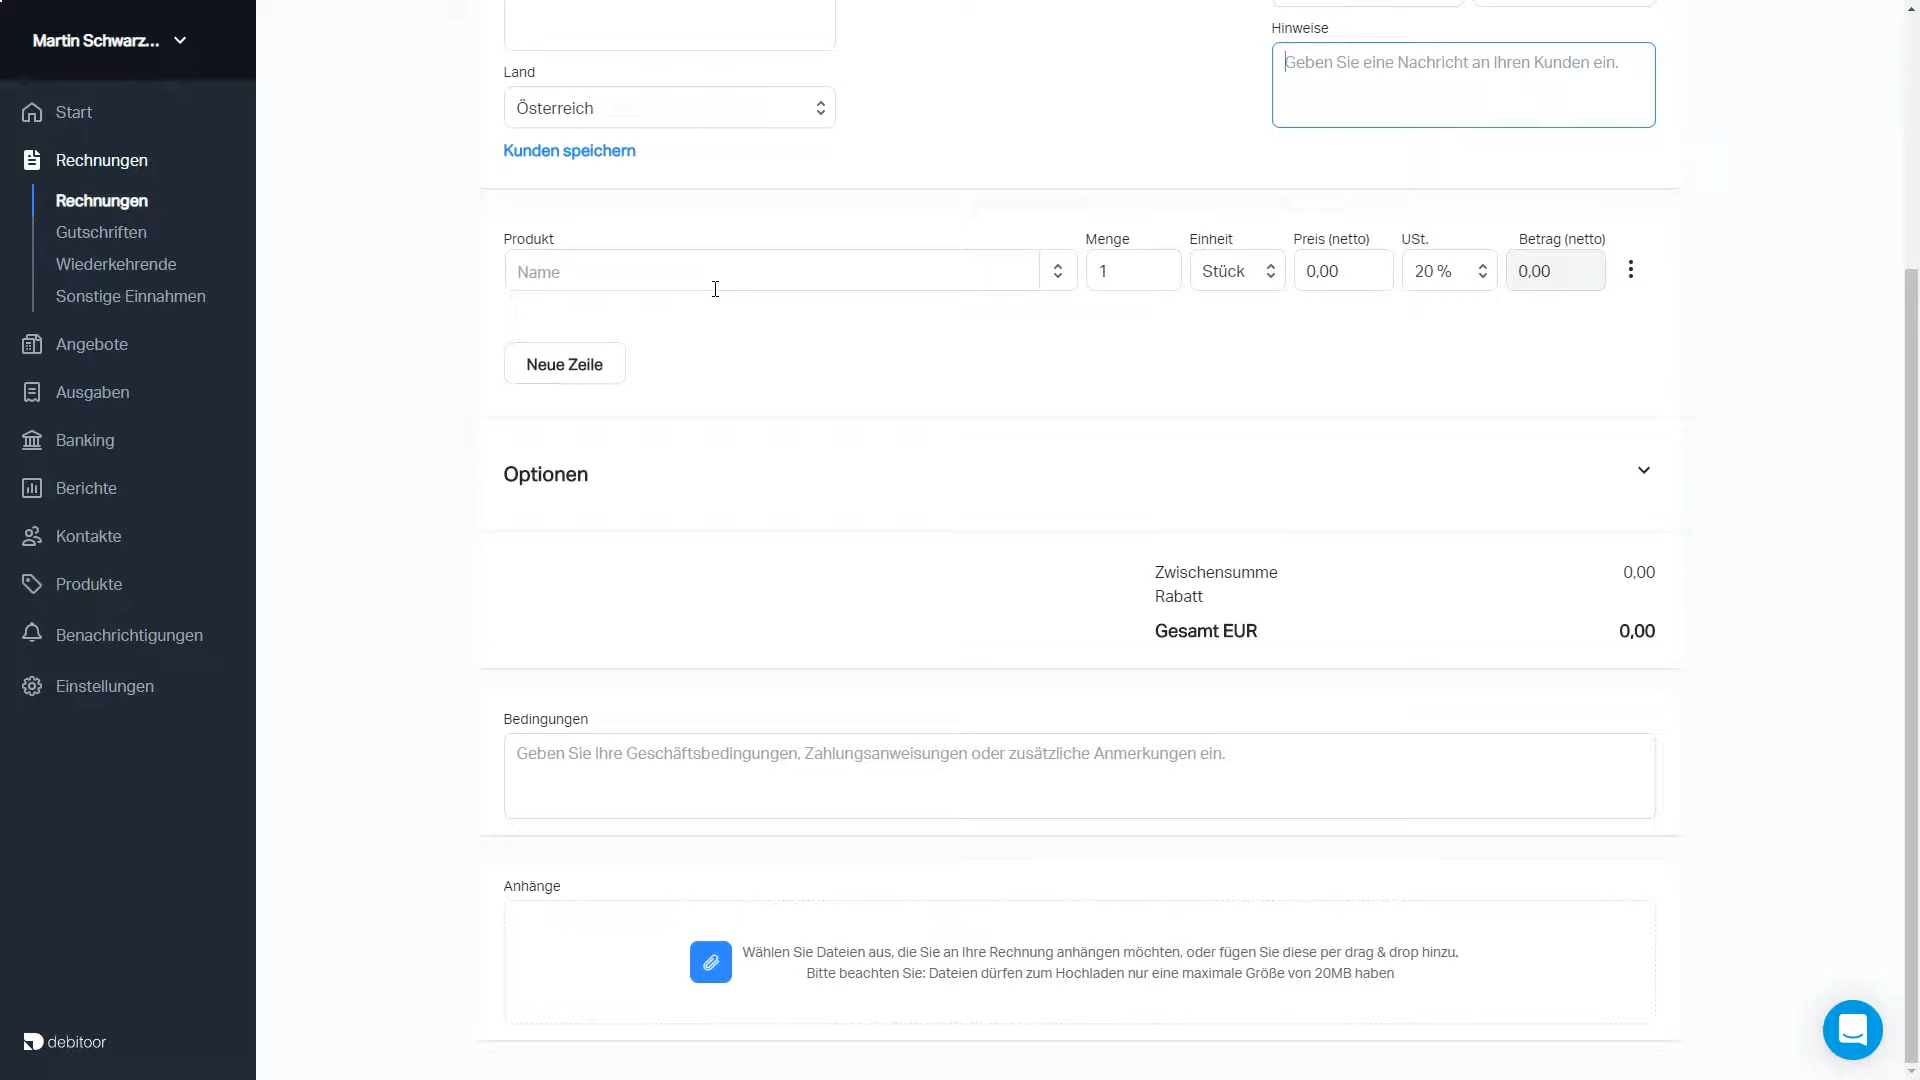 Martin Schwarz...
Start
Rechnungen
Rechnungen
Gutschriften
Wiederkehrende
Sonstige Einnahmen
Angebote
Ausgaben
Banking
Berichte
Kontakte
Produkte
Benachrichtigungen
Einstellungen
debitoor
Hinweise
Geben Sie eine Nachricht an Ihren Kunden ein.
Land
Österreich
Kunden speichern
Produkt Menge Einheit Preis (netto) USt. Betrag (netto)
Name 1 Stück 0,00 20 % 0,00
Neue Zeile
Optionen
Zwischensumme 0,00
Rabatt
Gesamt EUR 0,00
Bedingungen
Geben Sie Ihre Geschäftsbedingungen, Zahlungsanweisungen oder zusätzliche Anmerkungen ein.
Anhänge
Wählen Sie Dateien aus, die Sie an Ihre Rechnung anhängen möchten, oder fügen Sie diese per drag & drop hinzu.
Bitte beachten Sie: Dateien dürfen zum Hochladen nur eine maximale Größe von 20MB haben